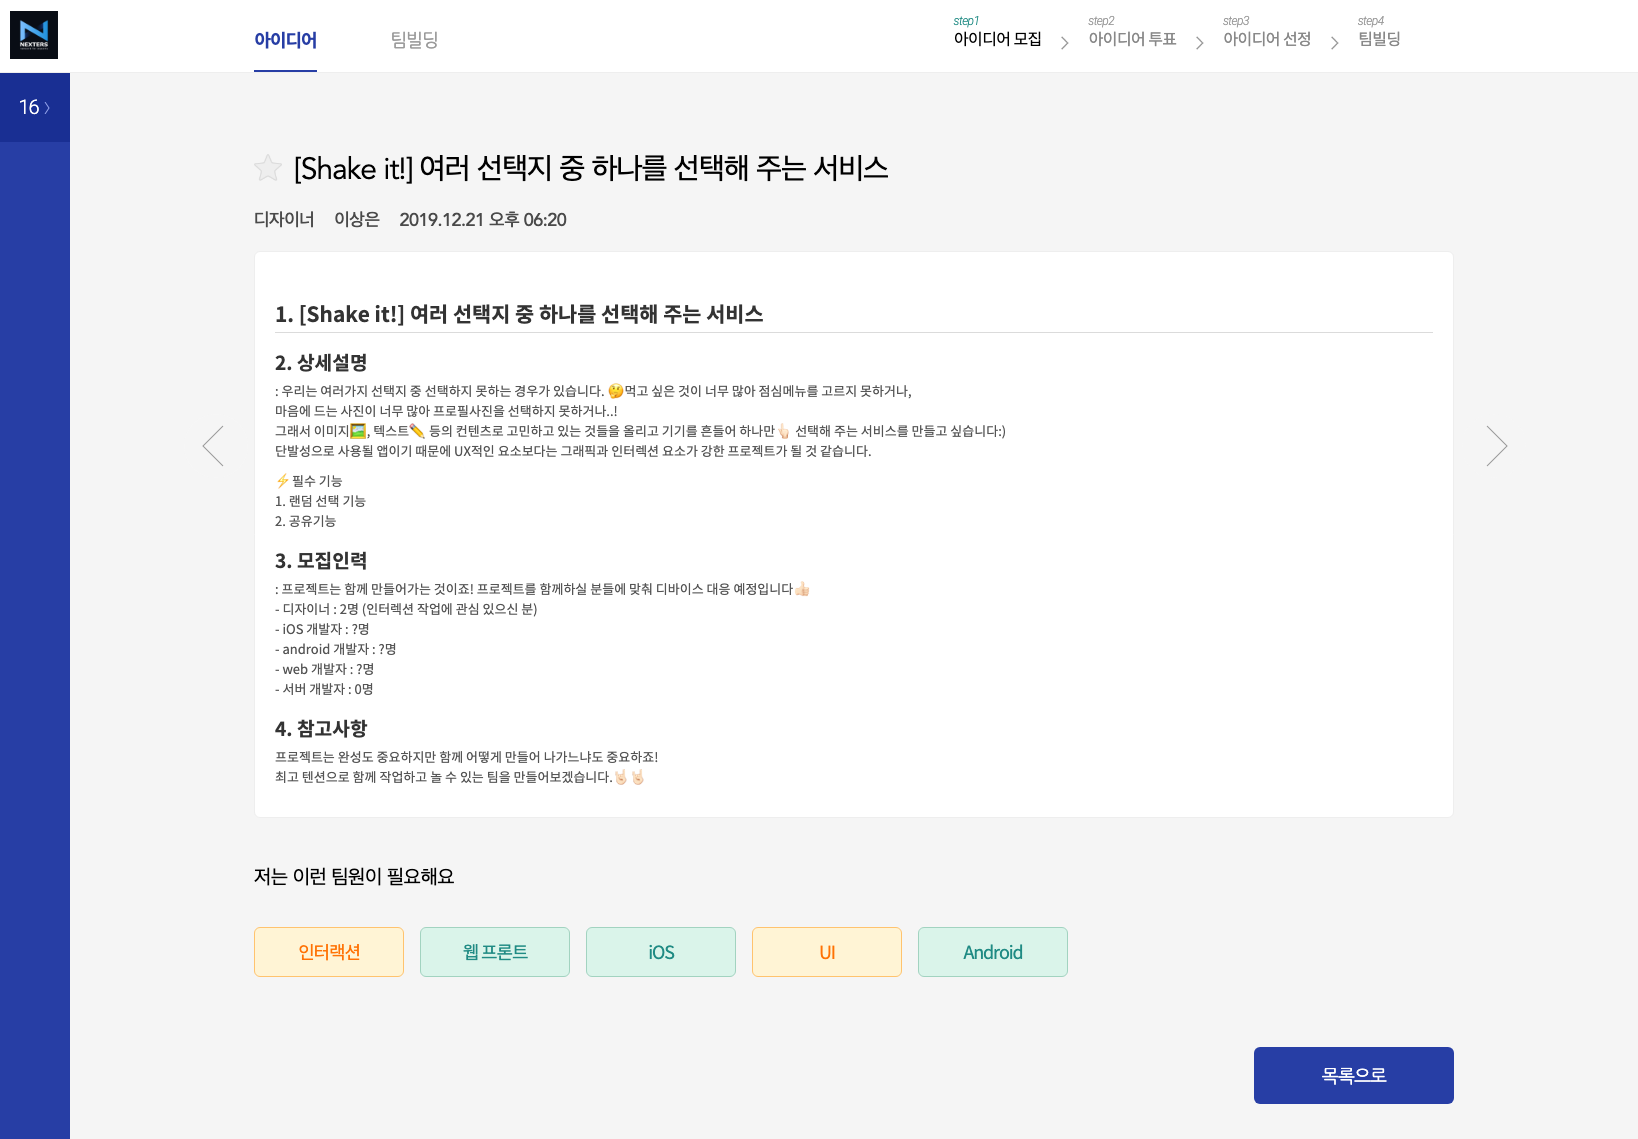 NEXTERS
아이디어
팀빌딩
step1
아이디어 모집
step2
아이디어 투표
step3
아이디어 선정
step4
팀빌딩
16
[Shake it!] 여러 선택지 중 하나를 선택해 주는 서비스
디자이너 이상은 2019.12.21 오후 06:20
1. [Shake it!] 여러 선택지 중 하나를 선택해 주는 서비스
2. 상세설명
: 우리는 여러가지 선택지 중 선택하지 못하는 경우가 있습니다. 🤔먹고 싶은 것이 너무 많아 점심메뉴를 고르지 못하거나,
마음에 드는 사진이 너무 많아 프로필사진을 선택하지 못하거나..!
그래서 이미지🖼️, 텍스트✏️ 등의 컨텐츠로 고민하고 있는 것들을 올리고 기기를 흔들어 하나만👆🏻 선택해 주는 서비스를 만들고 싶습니다:)
단발성으로 사용될 앱이기 때문에 UX적인 요소보다는 그래픽과 인터렉션 요소가 강한 프로젝트가 될 것 같습니다.
⚡필수 기능
1. 랜덤 선택 기능
2. 공유기능
3. 모집인력
: 프로젝트는 함께 만들어가는 것이죠! 프로젝트를 함께하실 분들에 맞춰 디바이스 대응 예정입니다👍🏻
- 디자이너 : 2명 (인터렉션 작업에 관심 있으신 분)
- iOS 개발자 : ?명
- android 개발자 : ?명
- web 개발자 : ?명
- 서버 개발자 : 0명
4. 참고사항
프로젝트는 완성도 중요하지만 함께 어떻게 만들어 나가느냐도 중요하죠!
최고 텐션으로 함께 작업하고 놀 수 있는 팀을 만들어보겠습니다.🤘🏻🤘🏻
저는 이런 팀원이 필요해요
인터랙션
웹 프론트
iOS
UI
Android
목록으로